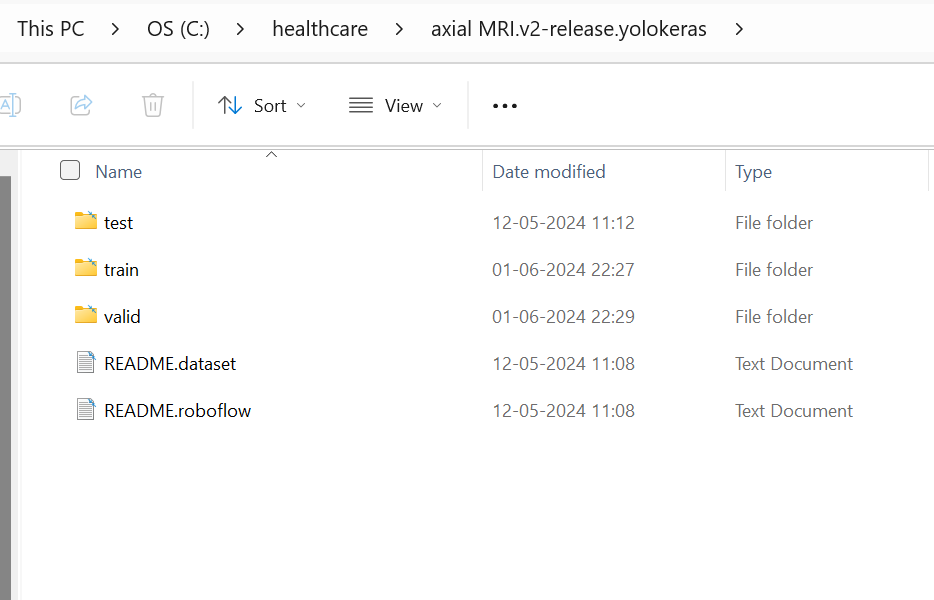 This PC > OS (C:) > healthcare > axial MRI.v2-release.yolokeras >
A Sort View ...
Name Date modified Type
test 12-05-2024 11:12 File folder
train 01-06-2024 22:27 File folder
valid 01-06-2024 22:29 File folder
README.dataset 12-05-2024 11:08 Text Document
README.roboflow 12-05-2024 11:08 Text Document